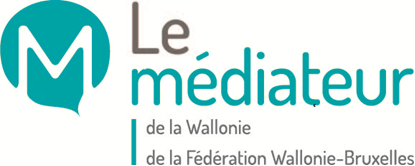 M
Le
médiateur
de la Wallonie
de la Fédération Wallonie-Bruxelles